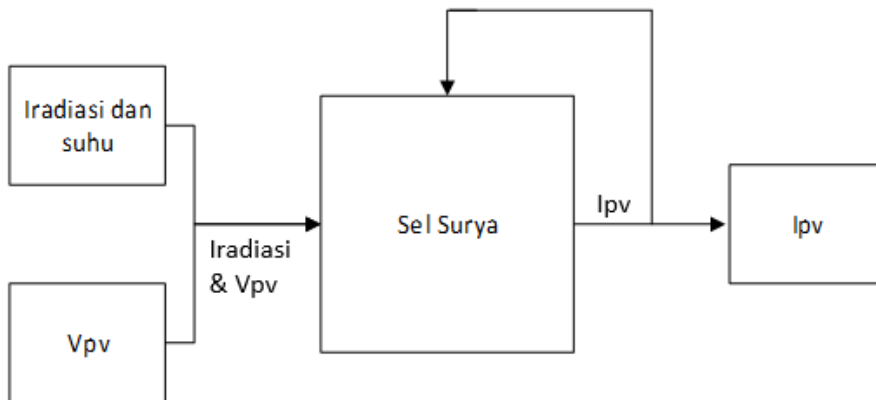 Iradiasi dan
suhu
Vpv
Iradiasi
& Vpv
Sel Surya
Ipv
Ipv